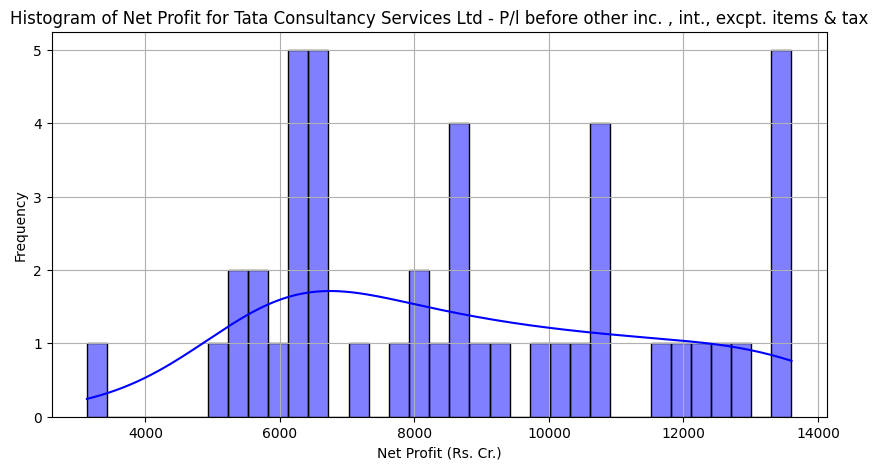 Histogram of Net Profit for Tata Consultancy Services Ltd - P/l before other inc. , int., excpt. items & tax
5
4
3
2
1
0
Frequency
4000 6000 8000 10000 12000 14000
Net Profit (Rs. Cr.)